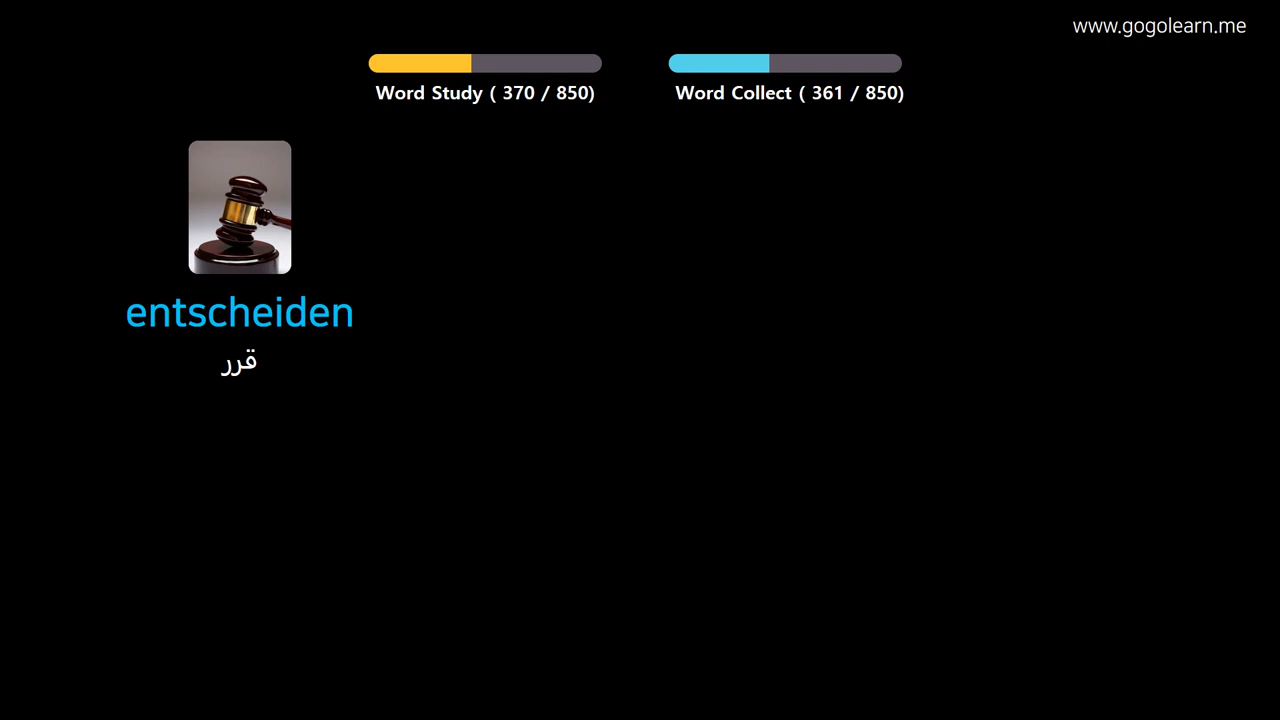 www.gogolearn.me
Word Study ( 370 / 850)
Word Collect ( 361 / 850)
entscheiden
قرر